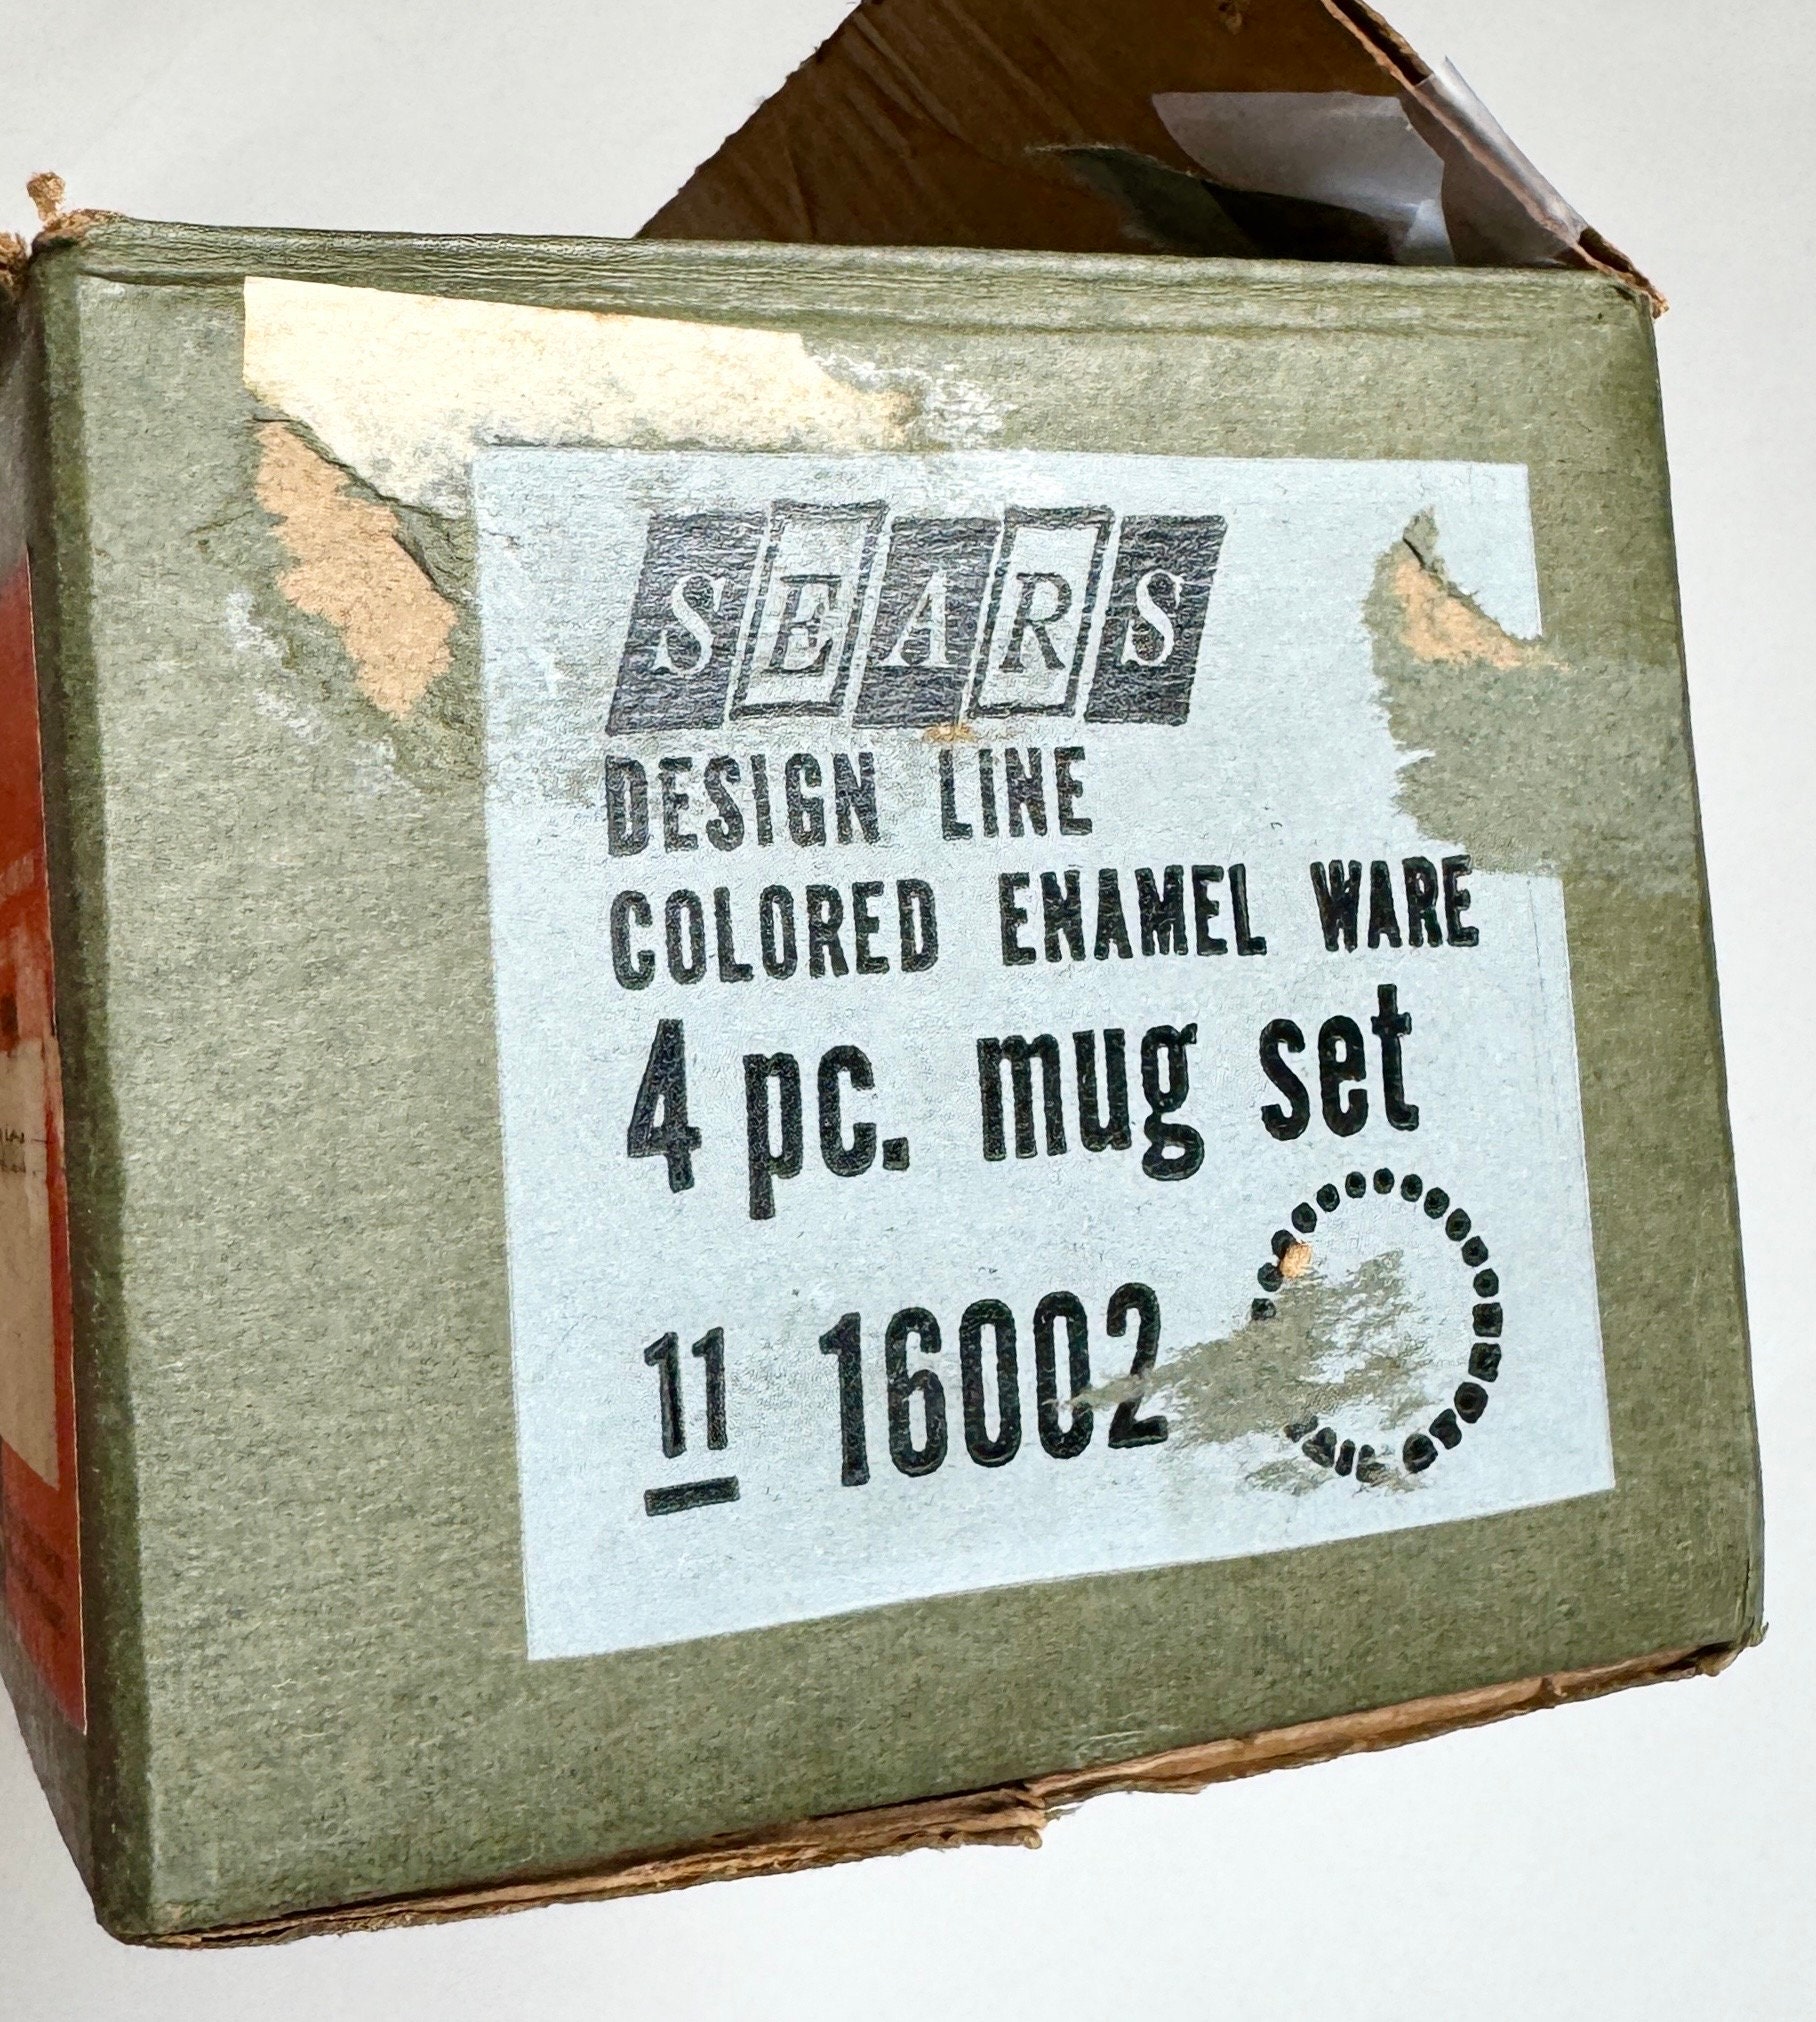 SEARS
DESIGN LINE
COLORED ENAMEL WARE
4 pc. mug set
11 16002